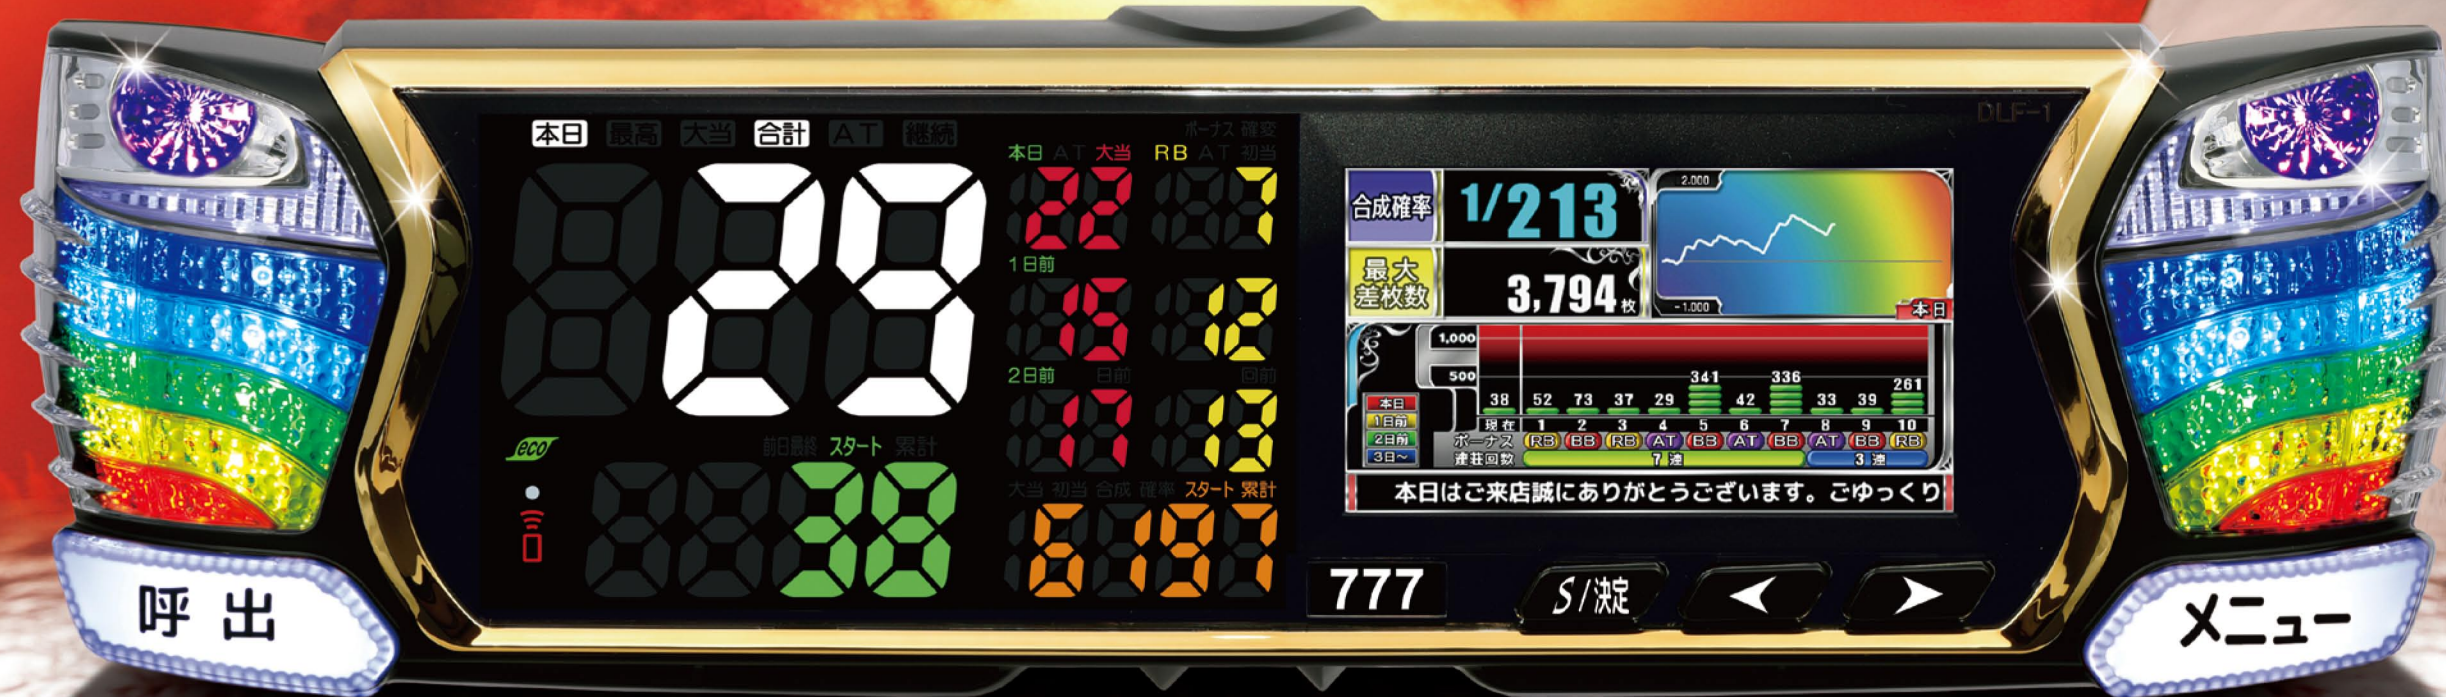 DLF-1
本日 最高 大当 合計 AT 継続
29
eco
前日最終 スタート 累計
38
ボーナス 確変
本日 AT 大当 RB AT 初当
22 7
1日前
15 12
2日前 日前 回前
17 13
大当 初当 合成 確率 スタート 累計
6197
合成確率 1/213
最大差枚数 3,794枚
2.000
-1.000
本日
1,000
500
38 52 73 37 29 341 42 336 33 39 261
現在 1 2 3 4 5 6 7 8 9 10
ボーナス RB BB RB AT BB AT BB AT BB RB
連荘回数 7連 3連
本日
1日前
2日前
3日~
本日はご来店誠にありがとうございます。ごゆっくり
777
S/決定
呼出
メニュー